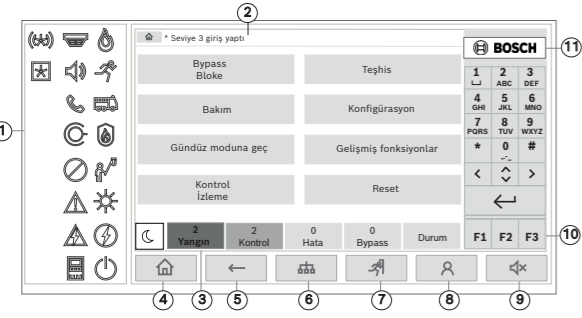 2
* Seviye 3 giriş yaptı
11
BOSCH
Bypass
Bloke
Teşhis
Bakım
Konfigürasyon
Gündüz moduna geç
Gelişmiş fonksiyonlar
Kontrol
İzleme
Reset
1
1 2 3
ABC DEF
4 5 6
GHI JKL MNO
7 8 9
PQRS TUV WXYZ
* 0 #
< >
2 2 0 0
Yangın Kontrol Hata Bypass Durum
F1 F2 F3
10
4 3 5 6 7 8 9